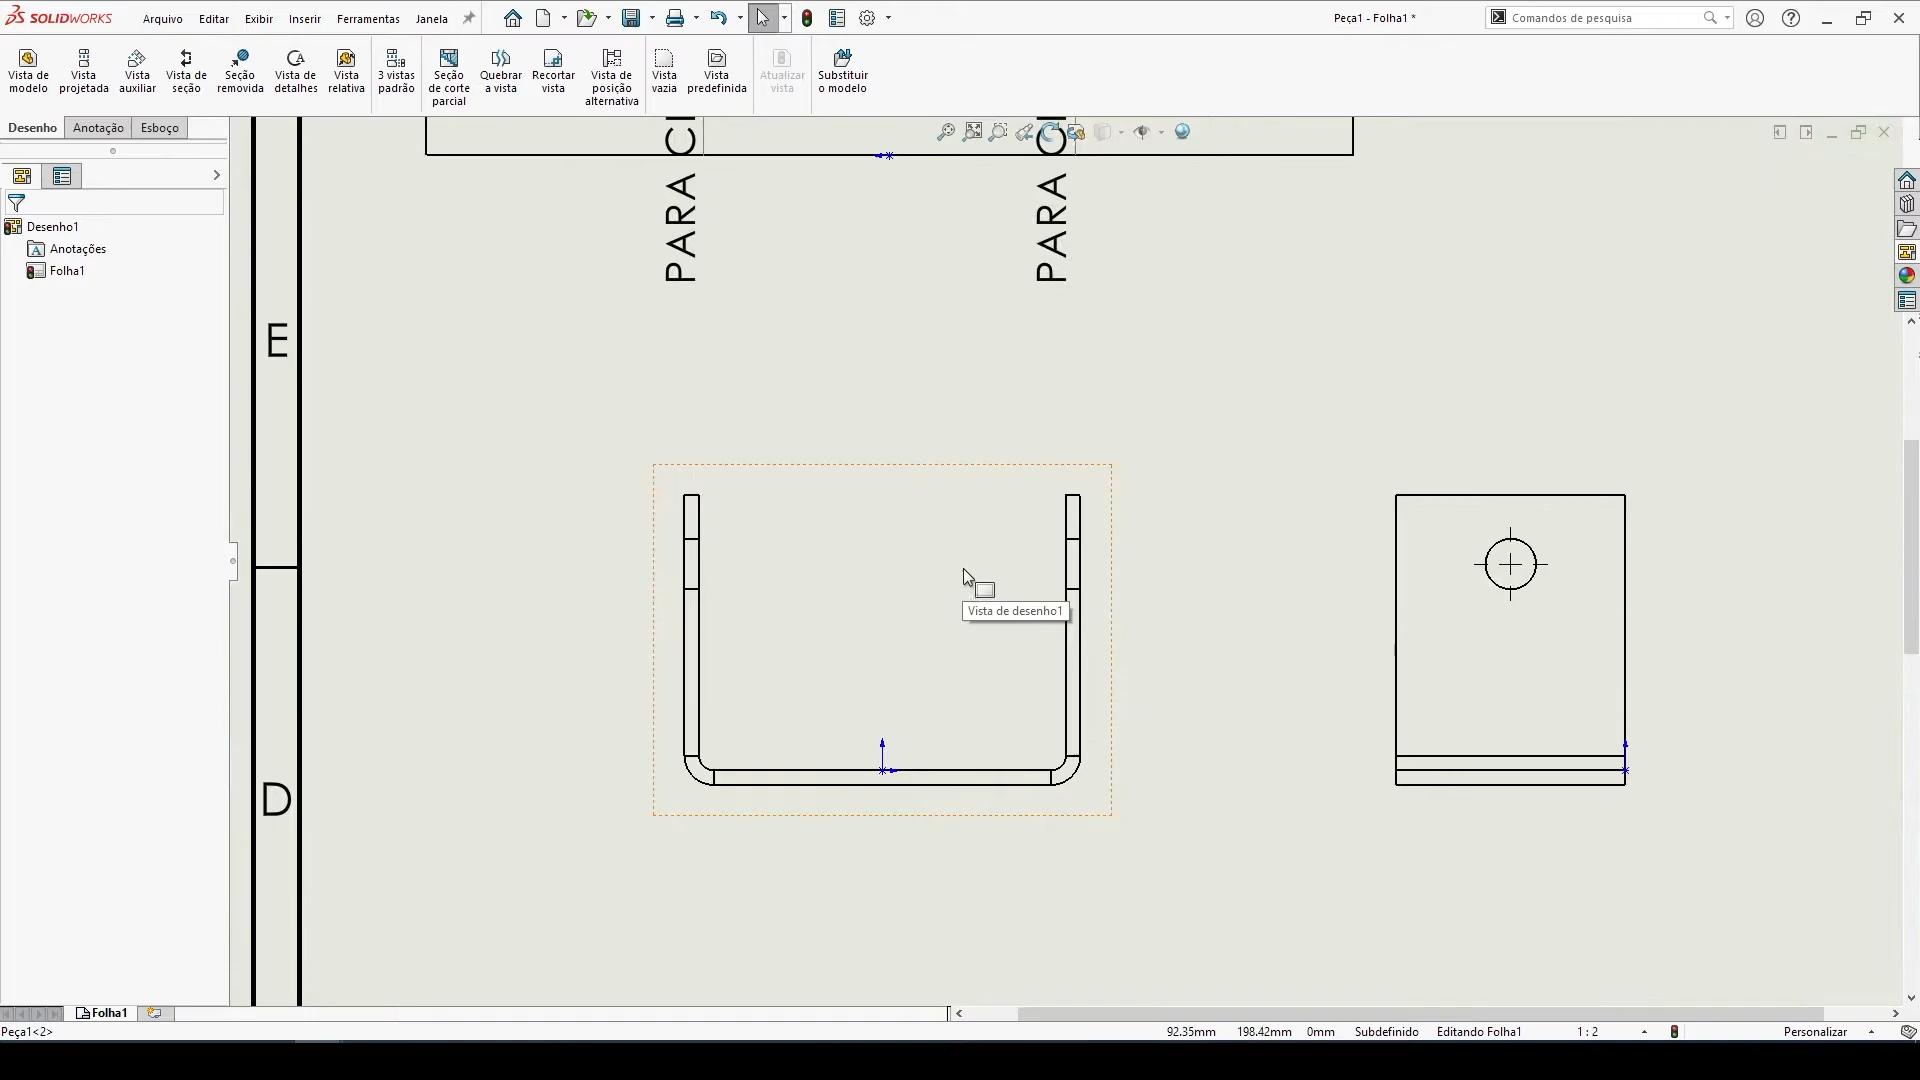 SOLIDWORKS
Arquivo Editar Exibir Inserir Ferramentas Janela
Peça1 - Folha1 *
Comandos de pesquisa
Vista de modelo
Vista projetada
Vista auxiliar
Vista de seção
Seção removida
Vista de detalhes
Vista relativa
3 vistas padrão
Seção de corte parcial
Quebrar a vista
Recortar vista
Vista de posição alternativa
Vista vazia
Vista predefinida
Atualizar vista
Substituir o modelo
Desenho Anotação Esboço
Desenho1
Anotações
Folha1
PARA
PARA
E
D
Vista de desenho1
Folha1
Peça1<2>
92.35mm 198.42mm 0mm Subdefinido Editando Folha1 1 : 2 Personalizar